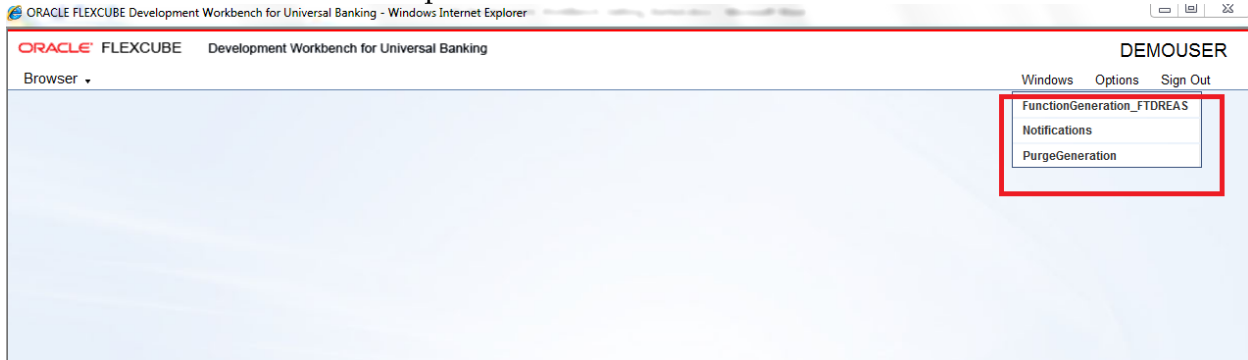 ORACLE FLEXCUBE Development Workbench for Universal Banking - Windows Internet Explorer
ORACLE FLEXCUBE Development Workbench for Universal Banking
DEMOUSER
Browser
Windows Options Sign Out
FunctionGeneration_FTDREAS
Notifications
PurgeGeneration